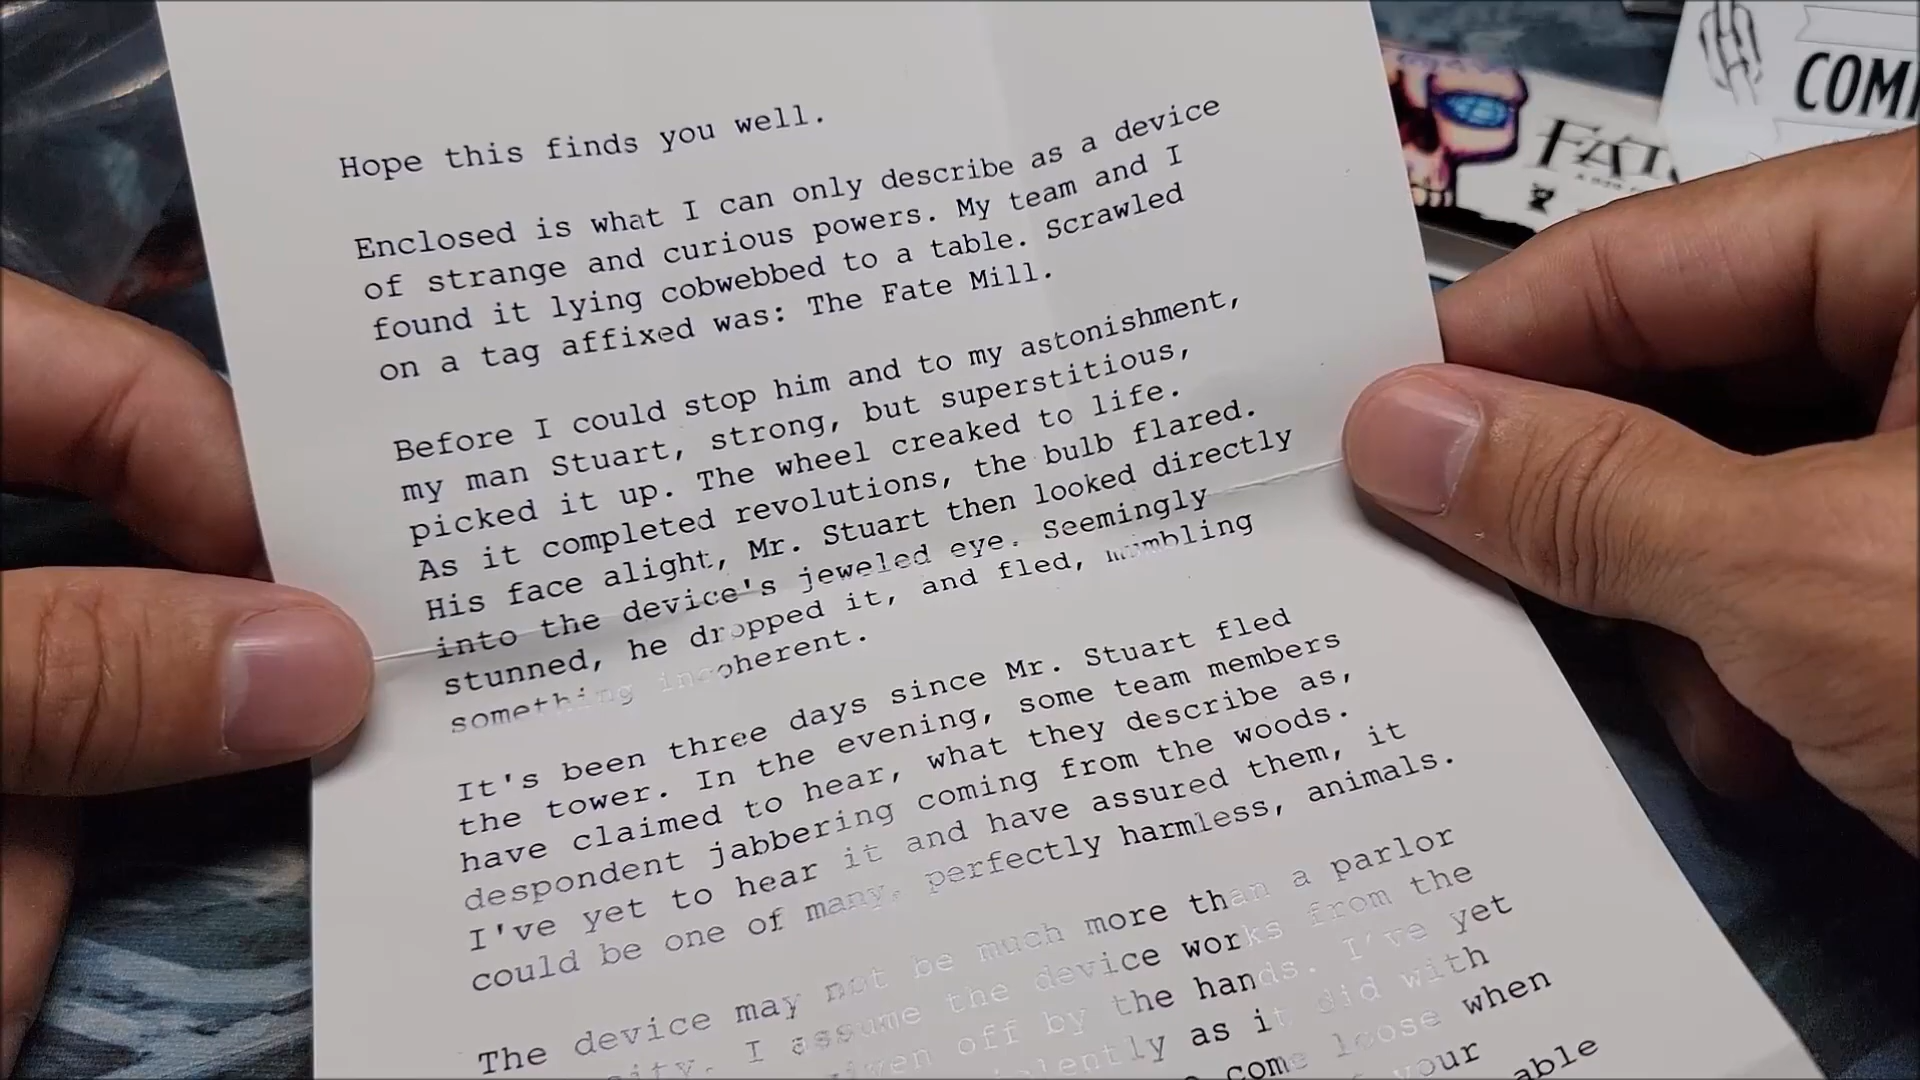 Hope this finds you well.
Enclosed is what I can only describe as a device
of strange and curious powers. My team and I
found it lying cobwebbed to a table. Scrawled
on a tag affixed was: The Fate Mill.
Before I could stop him and to my astonishment,
my man Stuart, strong, but superstitious,
picked it up. The wheel creaked to life.
As it completed revolutions, the bulb flared.
His face alight, Mr. Stuart then looked directly
into the device's jeweled eye. Seemingly
stunned, he dropped it, and fled, mumbling
something incoherent.
It's been three days since Mr. Stuart fled
the tower. In the evening, some team members
have claimed to hear, what they describe as,
despondent jabbering coming from the woods.
I've yet to hear it and have assured them, it
could be one of many, perfectly harmless, animals.
The device may not be much more than a parlor
I assume the device works from the
given off by the hands. I've yet
as it did with
come loose when
your
able
FAT
COM